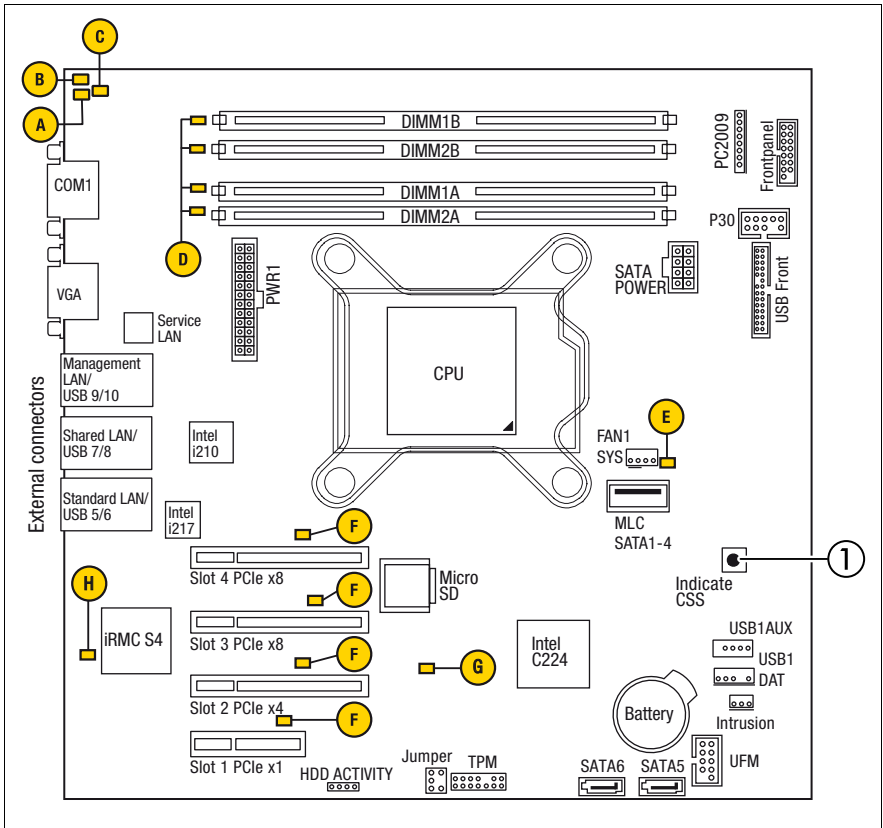 C
B
A
DIMM1B
DIMM2B
DIMM1A
DIMM2A
D
PC2009
Frontpanel
P30
USB Front
SATA
POWER
PWR1
COM1
VGA
Service
LAN
External connectors
Management
LAN/
USB 9/10
Shared LAN/
USB 7/8
Standard LAN/
USB 5/6
Intel
i210
Intel
i217
CPU
E
FAN1
SYS
MLC
SATA1-4
1
Indicate
CSS
F
Slot 4 PCIe x8
F
Micro
SD
Slot 3 PCIe x8
F
Slot 2 PCIe x4
F
Slot 1 PCIe x1
H
iRMC S4
G
Intel
C224
USB1AUX
USB1
DAT
Intrusion
Battery
UFM
HDD ACTIVITY
Jumper
TPM
SATA6
SATA5